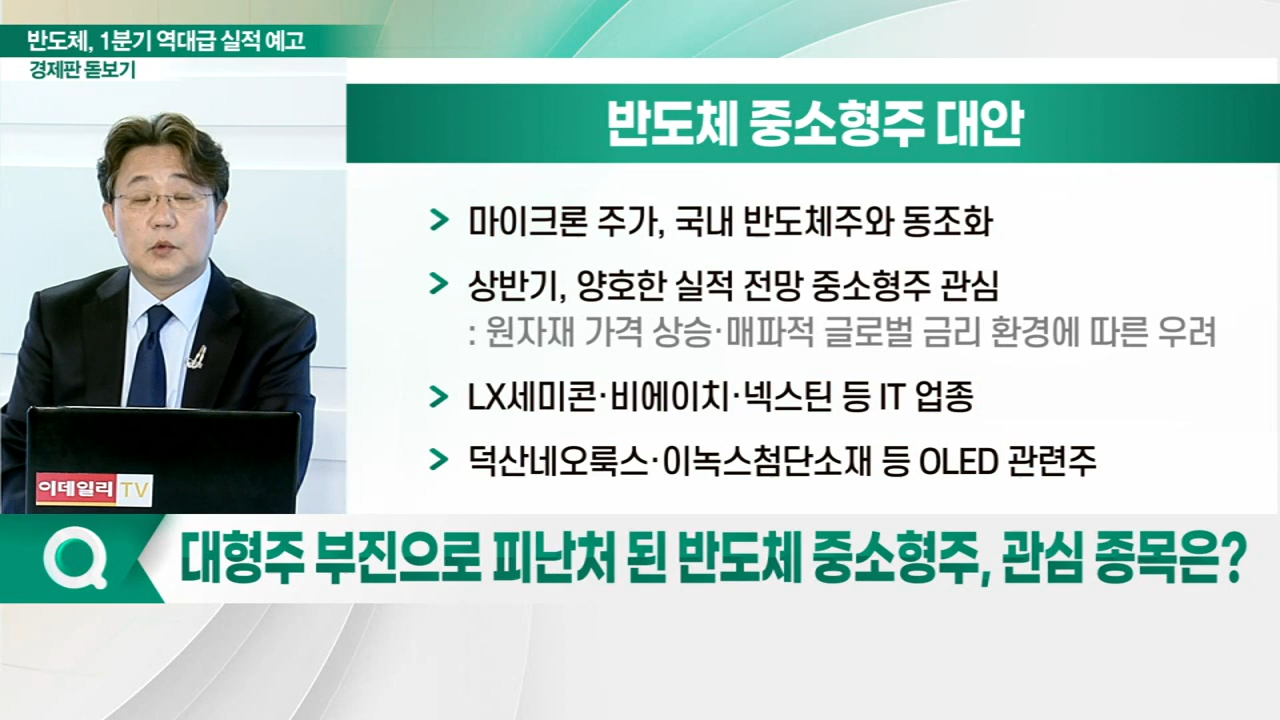 반도체, 1분기 역대급 실적 예고
경제판 돋보기
반도체 중소형주 대안
> 마이크론 주가, 국내 반도체주와 동조화
> 상반기, 양호한 실적 전망 중소형주 관심
: 원자재 가격 상승·매파적 글로벌 금리 환경에 따른 우려
> LX세미콘·비에이치·넥스틴 등 IT 업종
> 덕산네오룩스·이녹스첨단소재 등 OLED 관련주
이데일리 TV
Q 대형주 부진으로 피난처 된 반도체 중소형주, 관심 종목은?